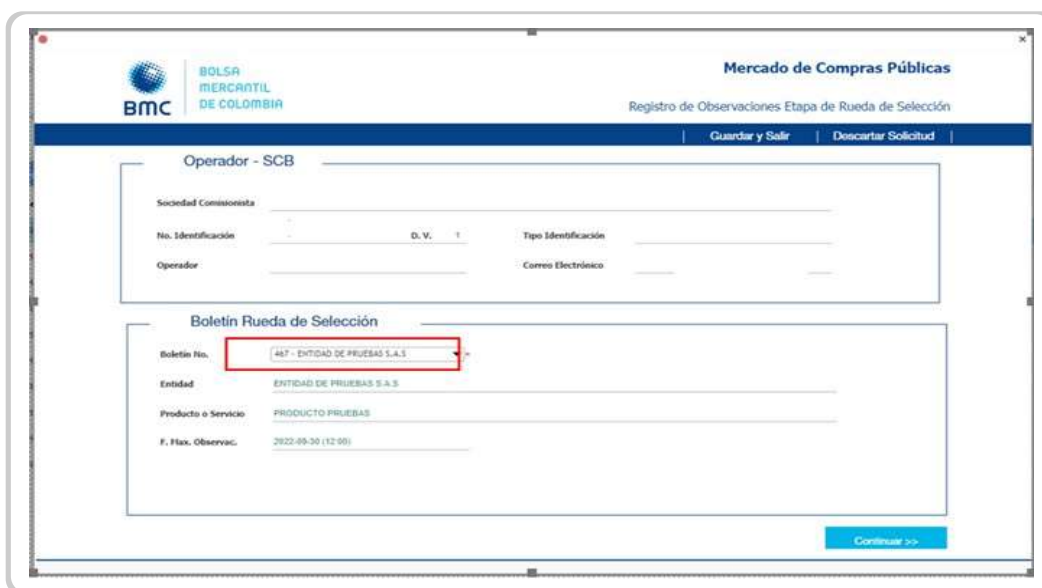 BOLSA
MERCANTIL
DE COLOMBIA
BMC
Mercado de Compras Públicas
Registro de Observaciones Etapa de Rueda de Selección
| Guardar y Salir | Descartar Solicitud |
Operador - SCB
Sociedad Comisionista
No. Identificación D. V. Tipo Identificación
Operador Correo Electrónico
Boletín Rueda de Selección
Boletín No. 467 - ENTIDAD DE PRUEBAS S.A.S
Entidad ENTIDAD DE PRUEBAS S.A.S
Producto o Servicio PRODUCTO PRUEBAS
F. Max. Observac. 2022-09-30 (12:00)
Continuar >>